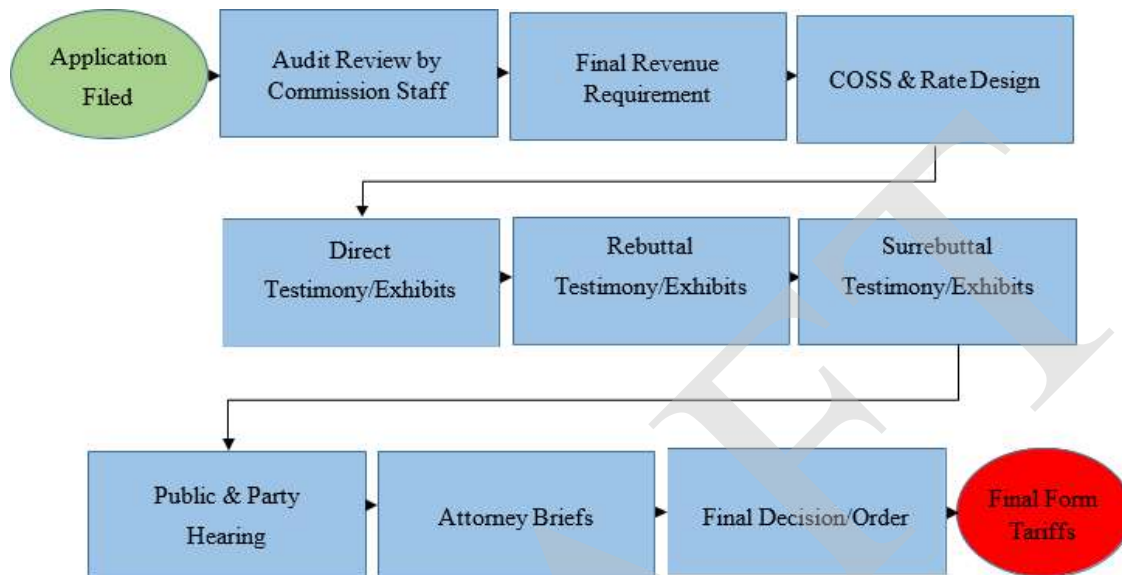 Application
Filed
Audit Review by
Commission Staff
Final Revenue
Requirement
COSS & Rate Design
Direct
Testimony/Exhibits
Rebuttal
Testimony/Exhibits
Surrebuttal
Testimony/Exhibits
Public & Party
Hearing
Attorney Briefs
Final Decision/Order
Final Form
Tariffs